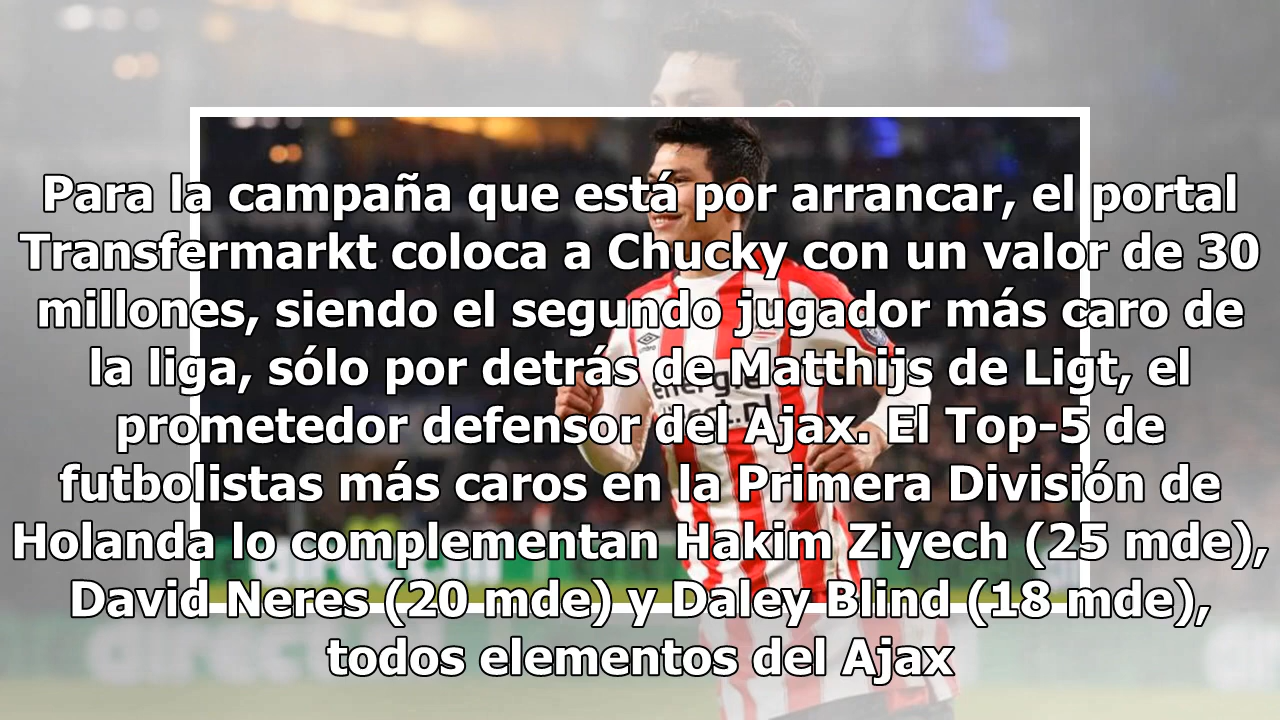 Para la campaña que está por arrancar, el portal
Transfermarkt coloca a Chucky con un valor de 30
millones, siendo el segundo jugador más caro de
la liga, sólo por detrás de Matthijs de Ligt, el
prometedor defensor del Ajax. El Top-5 de
futbolistas más caros en la Primera División de
Holanda lo complementan Hakim Ziyech (25 mde),
David Neres (20 mde) y Daley Blind (18 mde),
todos elementos del Ajax
umbro
energie